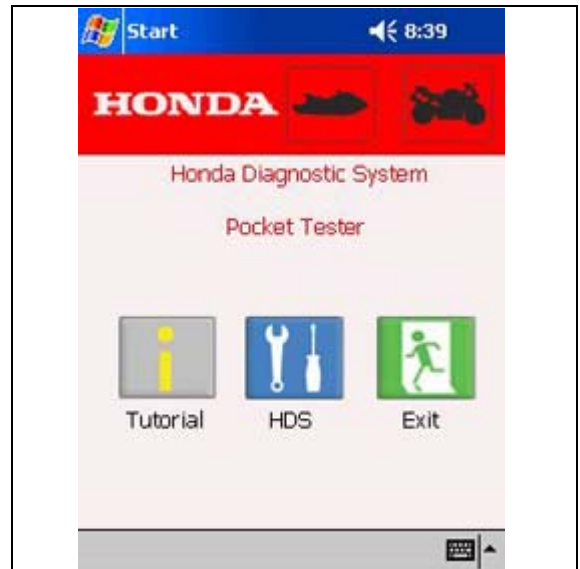 Start 8:39
HONDA
Honda Diagnostic System
Pocket Tester
Tutorial HDS Exit